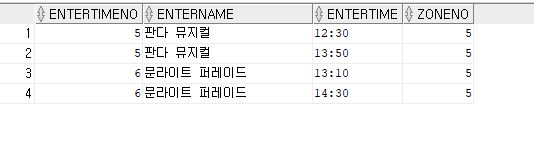 ENTERTIMENO ENTERNAME ENTERTIME ZONENO
1 5 판다 뮤지컬 12:30 5
2 5 판다 뮤지컬 13:50 5
3 6 문라이트 퍼레이드 13:10 5
4 6 문라이트 퍼레이드 14:30 5